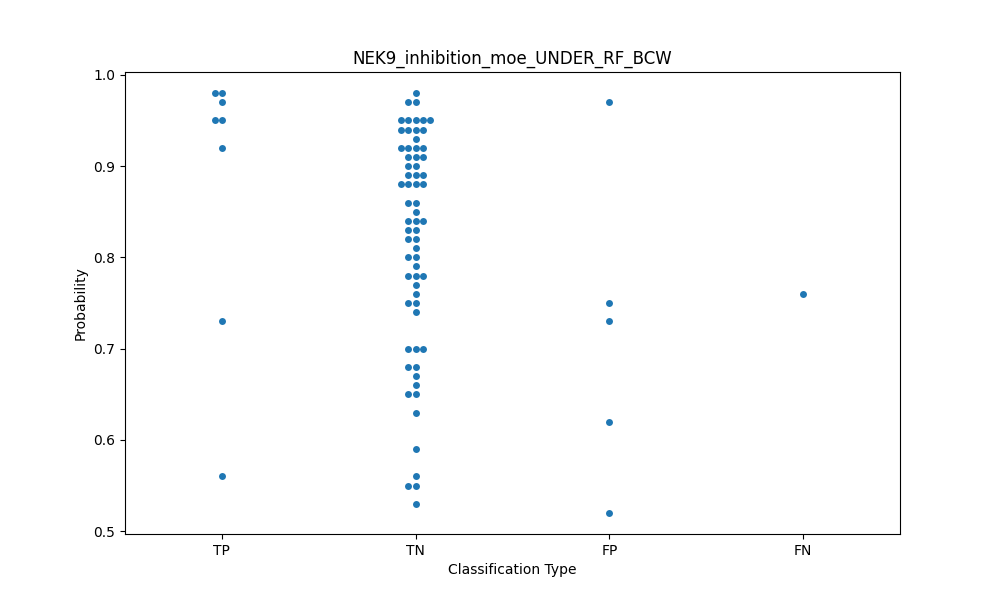 NEK9_inhibition_moe_UNDER_RF_BCW
Probability
1.0
0.9
0.8
0.7
0.6
0.5
TP TN FP FN
Classification Type